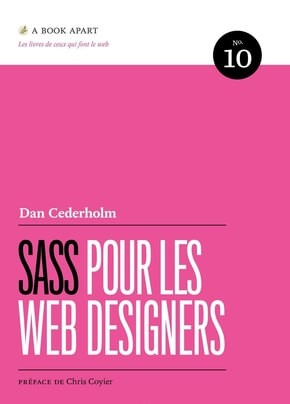 A BOOK APART
Les livres de ceux qui font le web
No.
10
Dan Cederholm
SASS POUR LES
WEB DESIGNERS
PRÉFACE DE Chris Coyier